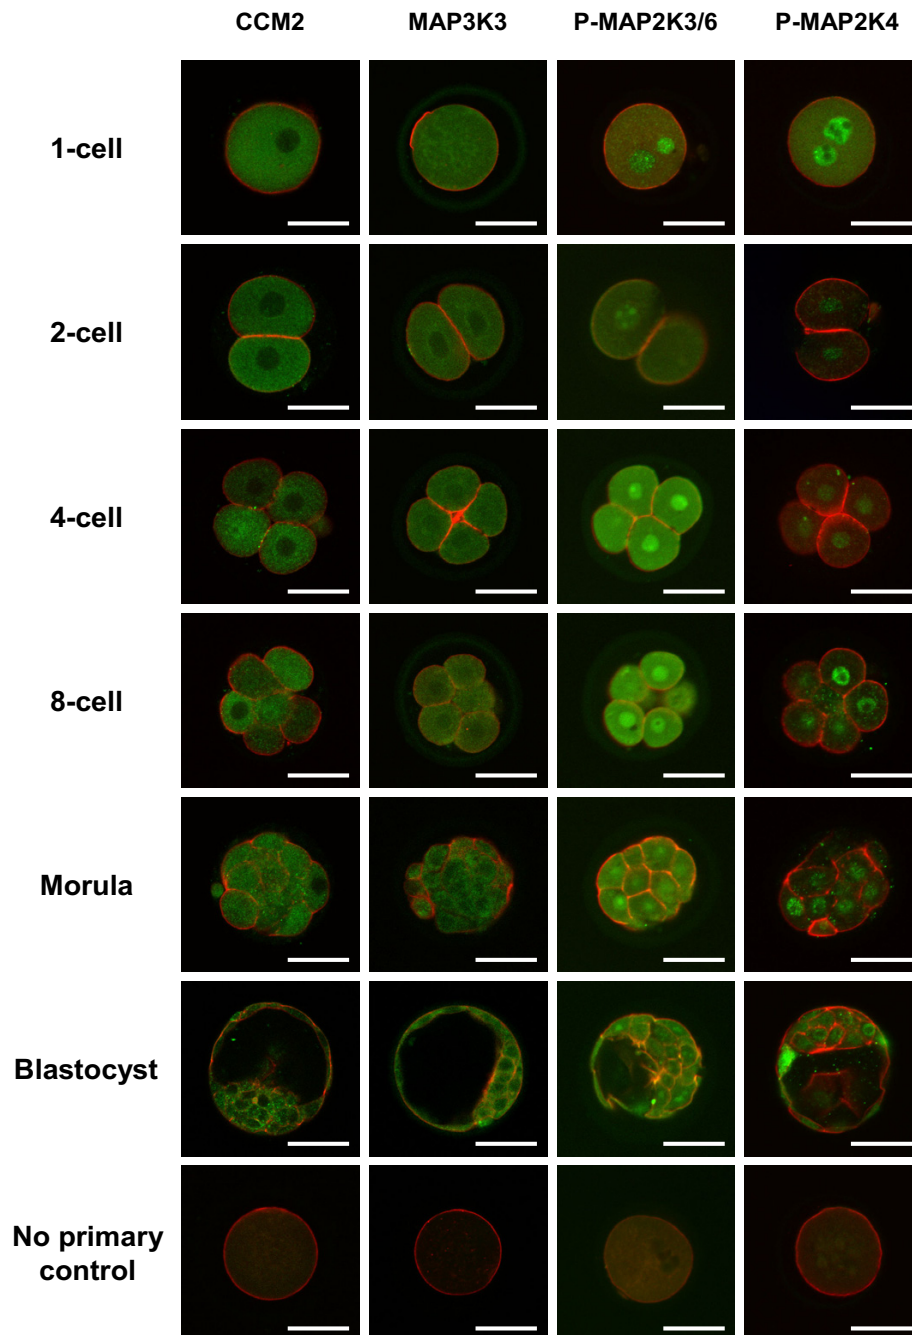 CCM2 MAP3K3 P-MAP2K3/6 P-MAP2K4
1-cell
2-cell
4-cell
8-cell
Morula
Blastocyst
No primary
control